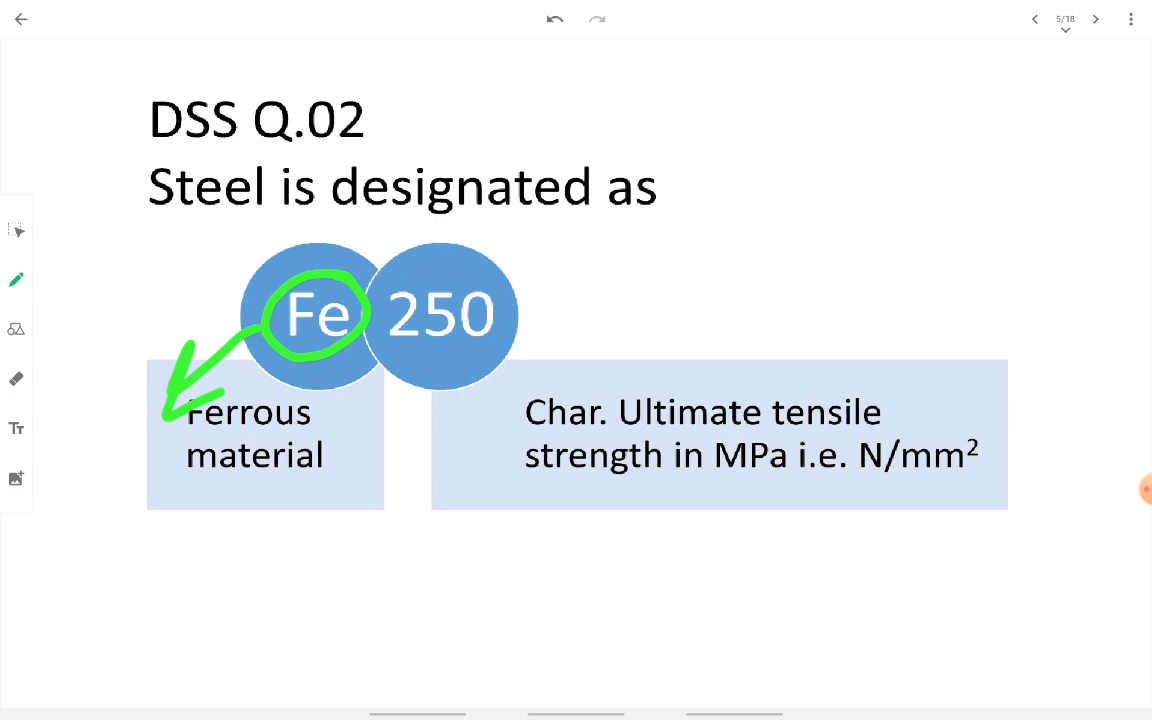 5/18
DSS Q.02
Steel is designated as
Fe 250
Ferrous
material
Char. Ultimate tensile
strength in MPa i.e. N/mm²
Tт